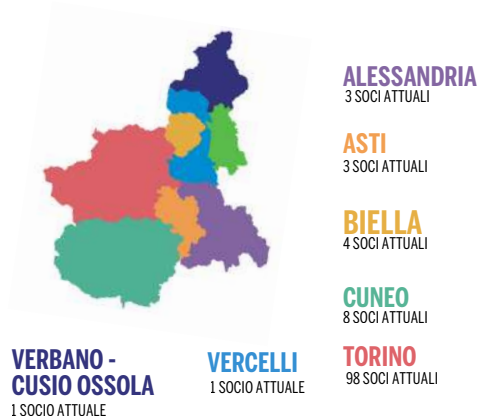 ALESSANDRIA
3 SOCI ATTUALI
ASTI
3 SOCI ATTUALI
BIELLA
4 SOCI ATTUALI
CUNEO
8 SOCI ATTUALI
TORINO
98 SOCI ATTUALI
VERCELLI
1 SOCIO ATTUALE
VERBANO -
CUSIO OSSOLA
1 SOCIO ATTUALE